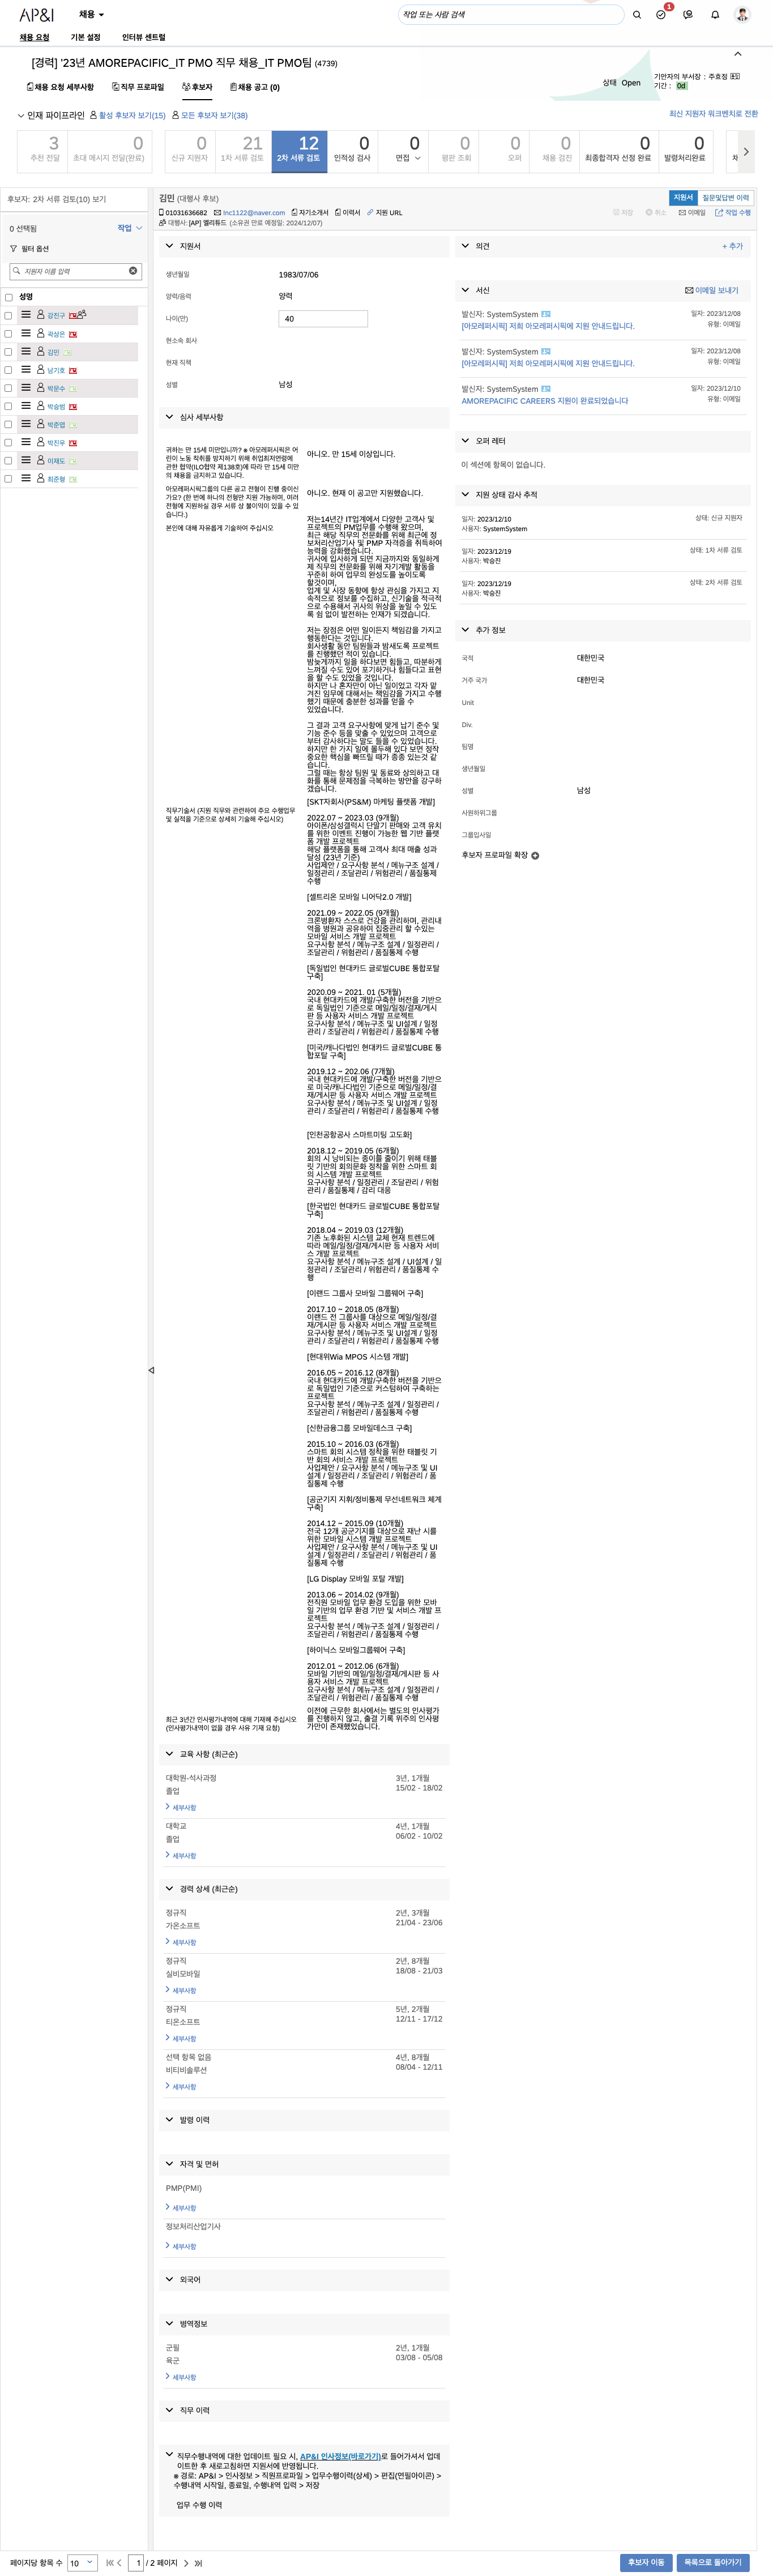 AP&I
채용
작업 또는 사람 검색
1
채용 요청
기본 설정
인터뷰 센트럴
[경력] '23년 AMOREPACIFIC_IT PMO 직무 채용_IT PMO팀 (4739)
채용 요청 세부사항
직무 프로파일
후보자
채용 공고 (0)
상태 Open
기안자의 부서장 : 주효정
기간 : 0d
인재 파이프라인
활성 후보자 보기(15)
모든 후보자 보기(38)
최신 지원자 워크벤치로 전환
3
추천 전달
0
초대 메시지 전달(완료)
0
신규 지원자
21
1차 서류 검토
12
2차 서류 검토
0
인적성 검사
0
면접
0
평판 조회
0
오퍼
0
채용 검진
0
최종합격자 선정 완료
0
발령처리완료
후보자: 2차 서류 검토(10) 보기
0 선택됨
작업
필터 옵션
지원자 이름 입력
성명
강진구
곽상은
김민
남기호
박문수
박승범
박준엽
박진우
이재도
최준형
김민 (대행사 후보)
지원서
질문및답변 이력
01031636682
lnc1122@naver.com
자기소개서
이력서
지원 URL
저장
취소
이메일
작업 수행
대행사: [AP] 엘리튜드 (소유권 만료 예정일: 2024/12/07)
지원서
생년월일
1983/07/06
양력/음력
양력
나이(만)
40
현소속 회사
현재 직책
성별
남성
심사 세부사항
귀하는 만 15세 미만입니까? ※ 아모레퍼시픽은 어
린이 노동 착취를 방지하기 위해 취업최저연령에
관한 협약(ILO협약 제138호)에 따라 만 15세 미만
의 채용을 금지하고 있습니다.
아니오. 만 15세 이상입니다.
아모레퍼시픽그룹의 다른 공고 전형이 진행 중이신
가요? (한 번에 하나의 전형만 지원 가능하며, 여러
전형에 지원하실 경우 서류 상 불이익이 있을 수 있
습니다.)
아니오. 현재 이 공고만 지원했습니다.
본인에 대해 자유롭게 기술하여 주십시오
저는14년간 IT업계에서 다양한 고객사 및
프로젝트의 PM업무를 수행해 왔으며,
최근 해당 직무의 전문화를 위해 최근에 정
보처리산업기사 및 PMP 자격증을 취득하여
능력을 강화했습니다.
귀사에 입사하게 되면 지금까지와 동일하게
제 직무의 전문화를 위해 자기계발 활동을
꾸준히 하여 업무의 완성도를 높이도록
할것이며,
업계 및 시장 동향에 항상 관심을 가지고 지
속적으로 정보를 수집하고, 신기술을 적극적
으로 수용해서 귀사의 위상을 높일 수 있도
록 쉼 없이 발전하는 인재가 되겠습니다.
저는 장점은 어떤 일이든지 책임감을 가지고
행동한다는 것입니다.
회사생활 동안 팀원들과 밤새도록 프로젝트
를 진행했던 적이 있습니다.
밤늦게까지 일을 하다보면 힘들고, 따분하게
느껴질 수도 있어 포기하거나 힘들다고 표현
을 할 수도 있었을 것입니다.
하지만 나 혼자만이 아닌 일이었고 각자 맡
겨진 임무에 대해서는 책임감을 가지고 수행
했기 때문에 충분한 성과를 얻을 수
있었습니다.
그 결과 고객 요구사항에 맞게 납기 준수 및
기능 준수 등을 맞출 수 있었으며 고객으로
부터 감사하다는 말도 들을 수 있었습니다.
하지만 한 가지 일에 몰두해 있다 보면 정작
중요한 핵심을 빠뜨릴 때가 종종 있는것 같
습니다.
그럴 때는 항상 팀원 및 동료와 상의하고 대
화를 통해 문제점을 극복하는 방안을 강구하
겠습니다.
직무기술서 (지원 직무와 관련하여 주요 수행업무
및 실적을 기준으로 상세히 기술해 주십시오)
[SKT자회사(PS&M) 마케팅 플랫폼 개발]
2022.07 ~ 2023.03 (9개월)
아이폰/삼성갤럭시 단말기 판매와 고객 유치
를 위한 이벤트 진행이 가능한 웹 기반 플랫
폼 개발 프로젝트
해당 플랫폼을 통해 고객사 최대 매출 성과
달성 (23년 기준)
사업제안 / 요구사항 분석 / 메뉴구조 설계 /
일정관리 / 조달관리 / 위험관리 / 품질통제
수행
[셀트리온 모바일 니어닥2.0 개발]
2021.09 ~ 2022.05 (9개월)
크론병환자 스스로 건강을 관리하며, 관리내
역을 병원과 공유하여 집중관리 할 수있는
모바일 서비스 개발 프로젝트
요구사항 분석 / 메뉴구조 설계 / 일정관리 /
조달관리 / 위험관리 / 품질통제 수행
[독일법인 현대카드 글로벌CUBE 통합포탈
구축]
2020.09 ~ 2021. 01 (5개월)
국내 현대카드에 개발/구축한 버전을 기반으
로 독일법인 기준으로 메일/일정/결재/게시
판 등 사용자 서비스 개발 프로젝트
요구사항 분석 / 메뉴구조 및 UI설계 / 일정
관리 / 조달관리 / 위험관리 / 품질통제 수행
[미국/캐나다법인 현대카드 글로벌CUBE 통
합포탈 구축]
2019.12 ~ 202.06 (7개월)
국내 현대카드에 개발/구축한 버전을 기반으
로 미국/캐나다법인 기준으로 메일/일정/결
재/게시판 등 사용자 서비스 개발 프로젝트
요구사항 분석 / 메뉴구조 및 UI설계 / 일정
관리 / 조달관리 / 위험관리 / 품질통제 수행
[인천공항공사 스마트미팅 고도화]
2018.12 ~ 2019.05 (6개월)
회의 시 낭비되는 종이를 줄이기 위해 태블
릿 기반의 회의문화 정착을 위한 스마트 회
의 시스템 개발 프로젝트
요구사항 분석 / 일정관리 / 조달관리 / 위험
관리 / 품질통제 / 감리 대응
[한국법인 현대카드 글로벌CUBE 통합포탈
구축]
2018.04 ~ 2019.03 (12개월)
기존 노후화된 시스템 교체 현재 트렌드에
따라 메일/일정/결재/게시판 등 사용자 서비
스 개발 프로젝트
요구사항 분석 / 메뉴구조 설계 / UI설계 / 일
정관리 / 조달관리 / 위험관리 / 품질통제 수
행
[이랜드 그룹사 모바일 그룹웨어 구축]
2017.10 ~ 2018.05 (8개월)
이랜드 전 그룹사를 대상으로 메일/일정/결
재/게시판 등 사용자 서비스 개발 프로젝트
요구사항 분석 / 메뉴구조 및 UI설계 / 일정
관리 / 조달관리 / 위험관리 / 품질통제 수행
[현대위Wia MPOS 시스템 개발]
2016.05 ~ 2016.12 (8개월)
국내 현대카드에 개발/구축한 버전을 기반으
로 독일법인 기준으로 커스텀하여 구축하는
프로젝트
요구사항 분석 / 메뉴구조 설계 / 일정관리 /
조달관리 / 위험관리 / 품질통제 수행
[신한금융그룹 모바일데스크 구축]
2015.10 ~ 2016.03 (6개월)
스마트 회의 시스템 정착을 위한 태블릿 기
반 회의 서비스 개발 프로젝트
사업제안 / 요구사항 분석 / 메뉴구조 및 UI
설계 / 일정관리 / 조달관리 / 위험관리 / 품
질통제 수행
[공군기지 지휘/정비통제 무선네트워크 체계
구축]
2014.12 ~ 2015.09 (10개월)
전국 12개 공군기지를 대상으로 재난 시를
위한 모바일 시스템 개발 프로젝트
사업제안 / 요구사항 분석 / 메뉴구조 및 UI
설계 / 일정관리 / 조달관리 / 위험관리 / 품
질통제 수행
[LG Display 모바일 포탈 개발]
2013.06 ~ 2014.02 (9개월)
전직원 모바일 업무 환경 도입을 위한 모바
일 기반의 업무 환경 기반 및 서비스 개발 프
로젝트
요구사항 분석 / 메뉴구조 설계 / 일정관리 /
조달관리 / 위험관리 / 품질통제 수행
[하이닉스 모바일그룹웨어 구축]
2012.01 ~ 2012.06 (6개월)
모바일 기반의 메일/일정/결재/게시판 등 사
용자 서비스 개발 프로젝트
요구사항 분석 / 메뉴구조 설계 / 일정관리 /
조달관리 / 위험관리 / 품질통제 수행
최근 3년간 인사평가내역에 대해 기재해 주십시오
(인사평가내역이 없을 경우 사유 기재 요청)
이전에 근무한 회사에서는 별도의 인사평가
를 진행하지 않고, 출결 기록 위주의 인사평
가만이 존재했었습니다.
교육 사항 (최근순)
대학원-석사과정
3년, 1개월
졸업
15/02 - 18/02
세부사항
대학교
4년, 1개월
졸업
06/02 - 10/02
세부사항
경력 상세 (최근순)
정규직
2년, 3개월
가온소프트
21/04 - 23/06
세부사항
정규직
2년, 8개월
실비모바일
18/08 - 21/03
세부사항
정규직
5년, 2개월
티온소프트
12/11 - 17/12
세부사항
선택 항목 없음
4년, 8개월
비티비솔루션
08/04 - 12/11
세부사항
발령 이력
자격 및 면허
PMP(PMI)
세부사항
정보처리산업기사
세부사항
외국어
병역정보
군필
2년, 1개월
육군
03/08 - 05/08
세부사항
직무 이력
직무수행내역에 대한 업데이트 필요 시, AP&I 인사정보(바로가기)로 들어가셔서 업데
이트한 후 새로고침하면 지원서에 반영됩니다.
※ 경로: AP&I > 인사정보 > 직원프로파일 > 업무수행이력(상세) > 편집(연필아이콘) >
수행내역 시작일, 종료일, 수행내역 입력 > 저장
업무 수행 이력
의견
+ 추가
서신
이메일 보내기
발신자: SystemSystem
일자: 2023/12/08
[아모레퍼시픽] 저희 아모레퍼시픽에 지원 안내드립니다.
유형: 이메일
발신자: SystemSystem
일자: 2023/12/08
[아모레퍼시픽] 저희 아모레퍼시픽에 지원 안내드립니다.
유형: 이메일
발신자: SystemSystem
일자: 2023/12/10
AMOREPACIFIC CAREERS 지원이 완료되었습니다
유형: 이메일
오퍼 레터
이 섹션에 항목이 없습니다.
지원 상태 감사 추적
일자: 2023/12/10
상태: 신규 지원자
사용자: SystemSystem
일자: 2023/12/19
상태: 1차 서류 검토
사용자: 박승진
일자: 2023/12/19
상태: 2차 서류 검토
사용자: 박승진
추가 정보
국적
대한민국
거주 국가
대한민국
Unit
Div.
팀명
생년월일
성별
남성
사원하위그룹
그룹입사일
후보자 프로파일 확장
페이지당 항목 수
10
1 / 2 페이지
후보자 이동
목록으로 돌아가기